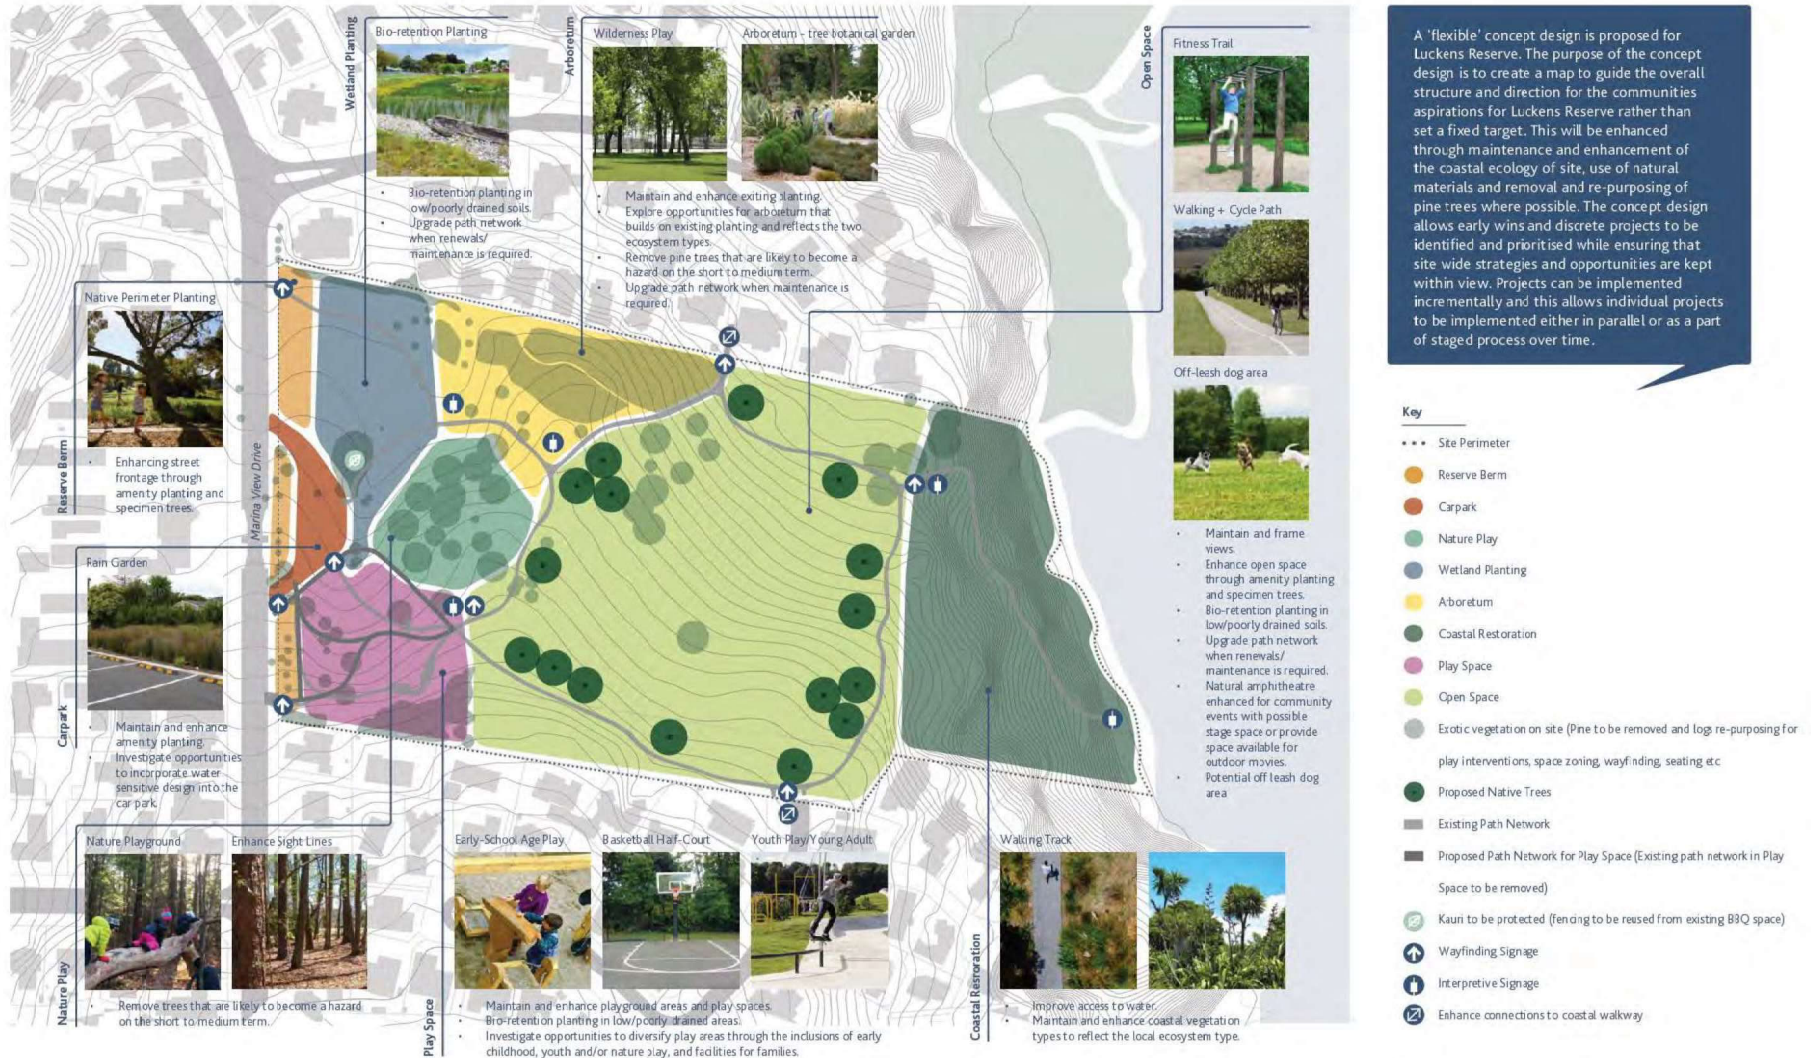 Wetland Planting
Bio-retention Planting
Bio-retention planting in
low/poorly drained soils.
Upgrade path network
when renewals/
maintenance is required.
Arboretum
Wilderness Play
Arboretum - tree botanical garden
Maintain and enhance exiting planting.
Explore opportunities for arboretum that
builds on existing planting and reflects the two
ecosystem types.
Remove pine trees that are likely to become a
hazard on the short to medium term.
Upgrade path network when maintenance is
required.
Open Space
Fitness Trail
Walking + Cycle Path
Off-leash dog area
Maintain and frame
views.
Enhance open space
through amenity planting
and specimen trees.
Bio-retention planting in
low/poorly drained soils.
Upgrade path network
when renewals/
maintenance is required.
Natural amphitheatre
enhanced for community
events with possible
stage space or provide
space available for
outdoor movies.
Potential off leash dog
area
Reserve Berm
Native Perimeter Planting
Enhancing street
frontage through
amenity planting and
specimen trees.
Marina View Drive
Carpark
Rain Garden
Maintain and enhance
amenity planting.
Investigate opportunities
to incorporate water
sensitive design into the
car park.
Nature Play
Nature Playground
Enhance Sight Lines
Remove trees that are likely to become a hazard
on the short to medium term.
Play Space
Early-School Age Play
Basketball Half-Court
Youth Play/Young Adult
Maintain and enhance playground areas and play spaces.
Bio-retention planting in low/poorly drained areas.
Investigate opportunities to diversify play areas through the inclusions of early
childhood, youth and/or nature play, and facilities for families.
Coastal Resroration
Walking Track
Improve access to water.
Maintain and enhance coastal vegetation
types to reflect the local ecosystem type.
A 'flexible' concept design is proposed for
Luckens Reserve. The purpose of the concept
design is to create a map to guide the overall
structure and direction for the communities
aspirations for Luckens Reserve rather than
set a fixed target. This will be enhanced
through maintenance and enhancement of
the coastal ecology of site, use of natural
materials and removal and re-purposing of
pine trees where possible. The concept design
allows early wins and discrete projects to be
identified and prioritised while ensuring that
site wide strategies and opportunities are kept
within view. Projects can be implemented
incrementally and this allows individual projects
to be implemented either in parallel or as a part
of staged process over time.
Key
Site Perimeter
Reserve Berm
Carpark
Nature Play
Wetland Planting
Arboretum
Coastal Restoration
Play Space
Open Space
Exotic vegetation on site (Pine to be removed and logs re-purposing for
play interventions, space zoning, wayfinding, seating etc
Proposed Native Trees
Existing Path Network
Proposed Path Network for Play Space (Existing path network in Play
Space to be removed)
Kauri to be protected (fencing to be reused from existing BBQ space)
Wayfinding Signage
Interpretive Signage
Enhance connections to coastal walkway